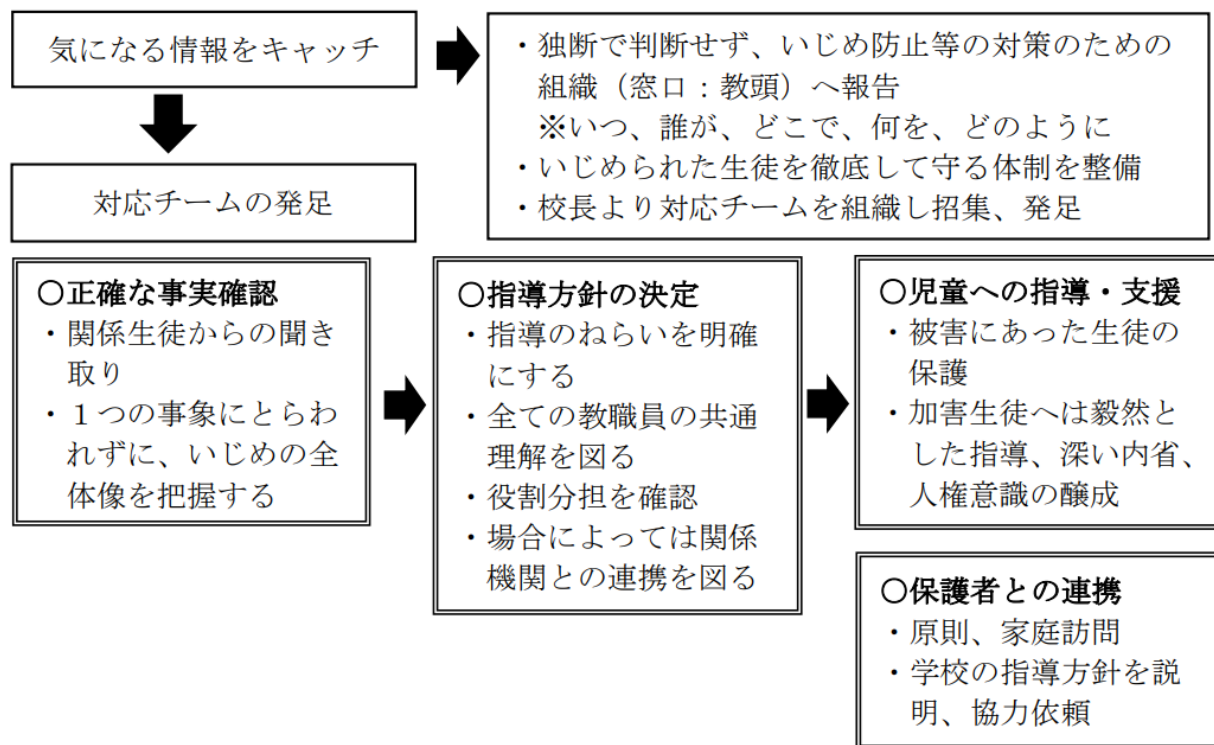 気になる情報をキャッチ
・独断で判断せず、いじめ防止等の対策のための
組織（窓口：教頭）へ報告
※いつ、誰が、どこで、何を、どのように
・いじめられた生徒を徹底して守る体制を整備
・校長より対応チームを組織し招集、発足
対応チームの発足
○正確な事実確認
・関係生徒からの聞き
取り
・１つの事象にとらわ
れずに、いじめの全
体像を把握する
○指導方針の決定
・指導のねらいを明確
にする
・全ての教職員の共通
理解を図る
・役割分担を確認
・場合によっては関係
機関との連携を図る
○児童への指導・支援
・被害にあった生徒の
保護
・加害生徒へは毅然と
した指導、深い内省、
人権意識の醸成
○保護者との連携
・原則、家庭訪問
・学校の指導方針を説
明、協力依頼